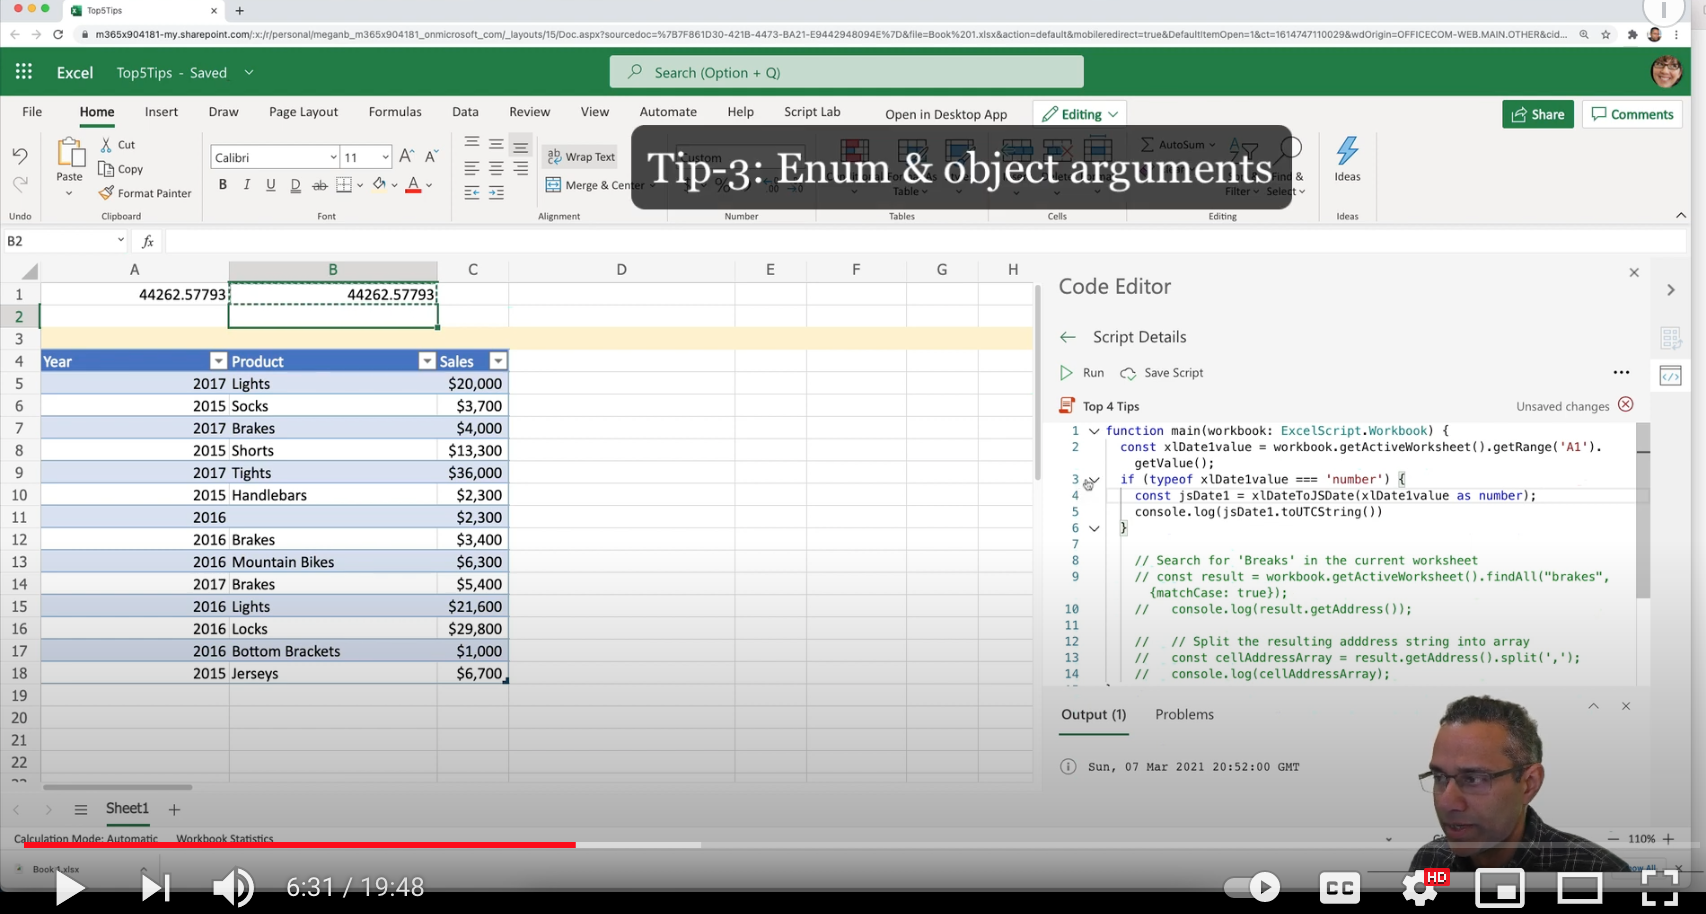 Top5Tips
m365x904181-my.sharepoint.com/:x:/r/personal/meganb_m365x904181_onmicrosoft_com/_layouts/15/Doc.aspx?sourcedoc=%7B7F861D30-421B-4473-BA21-E9442948094E%7D&file=Book%201.xlsx&action=default&mobileredirect=true&DefaultItemOpen=1&ct=1614747110029&wdOrigin=OFFICECOM-WEB.MAIN.OTHER&cid...
Excel Top5Tips - Saved Search (Option + Q)
File Home Insert Draw Page Layout Formulas Data Review View Automate Help Script Lab Open in Desktop App Editing Share Comments
Paste Cut Copy Format Painter
Calibri 11
B I U D ab A
Wrap Text
Merge & Center
Tip-3: Enum & object arguments
AutoSum
Ideas
Undo Clipboard Font Alignment Number Tables Cells Editing Ideas
B2 fx
A B C D E F G H
1 44262.57793 44262.57793
2
3
4 Year Product Sales
5 2017 Lights $20,000
6 2015 Socks $3,700
7 2017 Brakes $4,000
8 2015 Shorts $13,300
9 2017 Tights $36,000
10 2015 Handlebars $2,300
11 2016 $2,300
12 2016 Brakes $3,400
13 2016 Mountain Bikes $6,300
14 2017 Brakes $5,400
15 2016 Lights $21,600
16 2016 Locks $29,800
17 2016 Bottom Brackets $1,000
18 2015 Jerseys $6,700
19
20
21
22
Sheet1
Calculation Mode: Automatic Workbook Statistics
Code Editor
Script Details
Run Save Script
Top 4 Tips Unsaved changes
1 function main(workbook: ExcelScript.Workbook) {
2 const xlDate1value = workbook.getActiveWorksheet().getRange('A1').
getValue();
3 if (typeof xlDate1value === 'number') {
4 const jsDate1 = xlDateToJSDate(xlDate1value as number);
5 console.log(jsDate1.toUTCString())
6 }
7
8 // Search for 'Breaks' in the current worksheet
9 // const result = workbook.getActiveWorksheet().findAll("brakes",
{matchCase: true});
10 // console.log(result.getAddress());
11
12 // // Split the resulting adddress string into array
13 // const cellAddressArray = result.getAddress().split(',');
14 // console.log(cellAddressArray);
Output (1) Problems
Sun, 07 Mar 2021 20:52:00 GMT
110%
6:31 / 19:48
CC HD